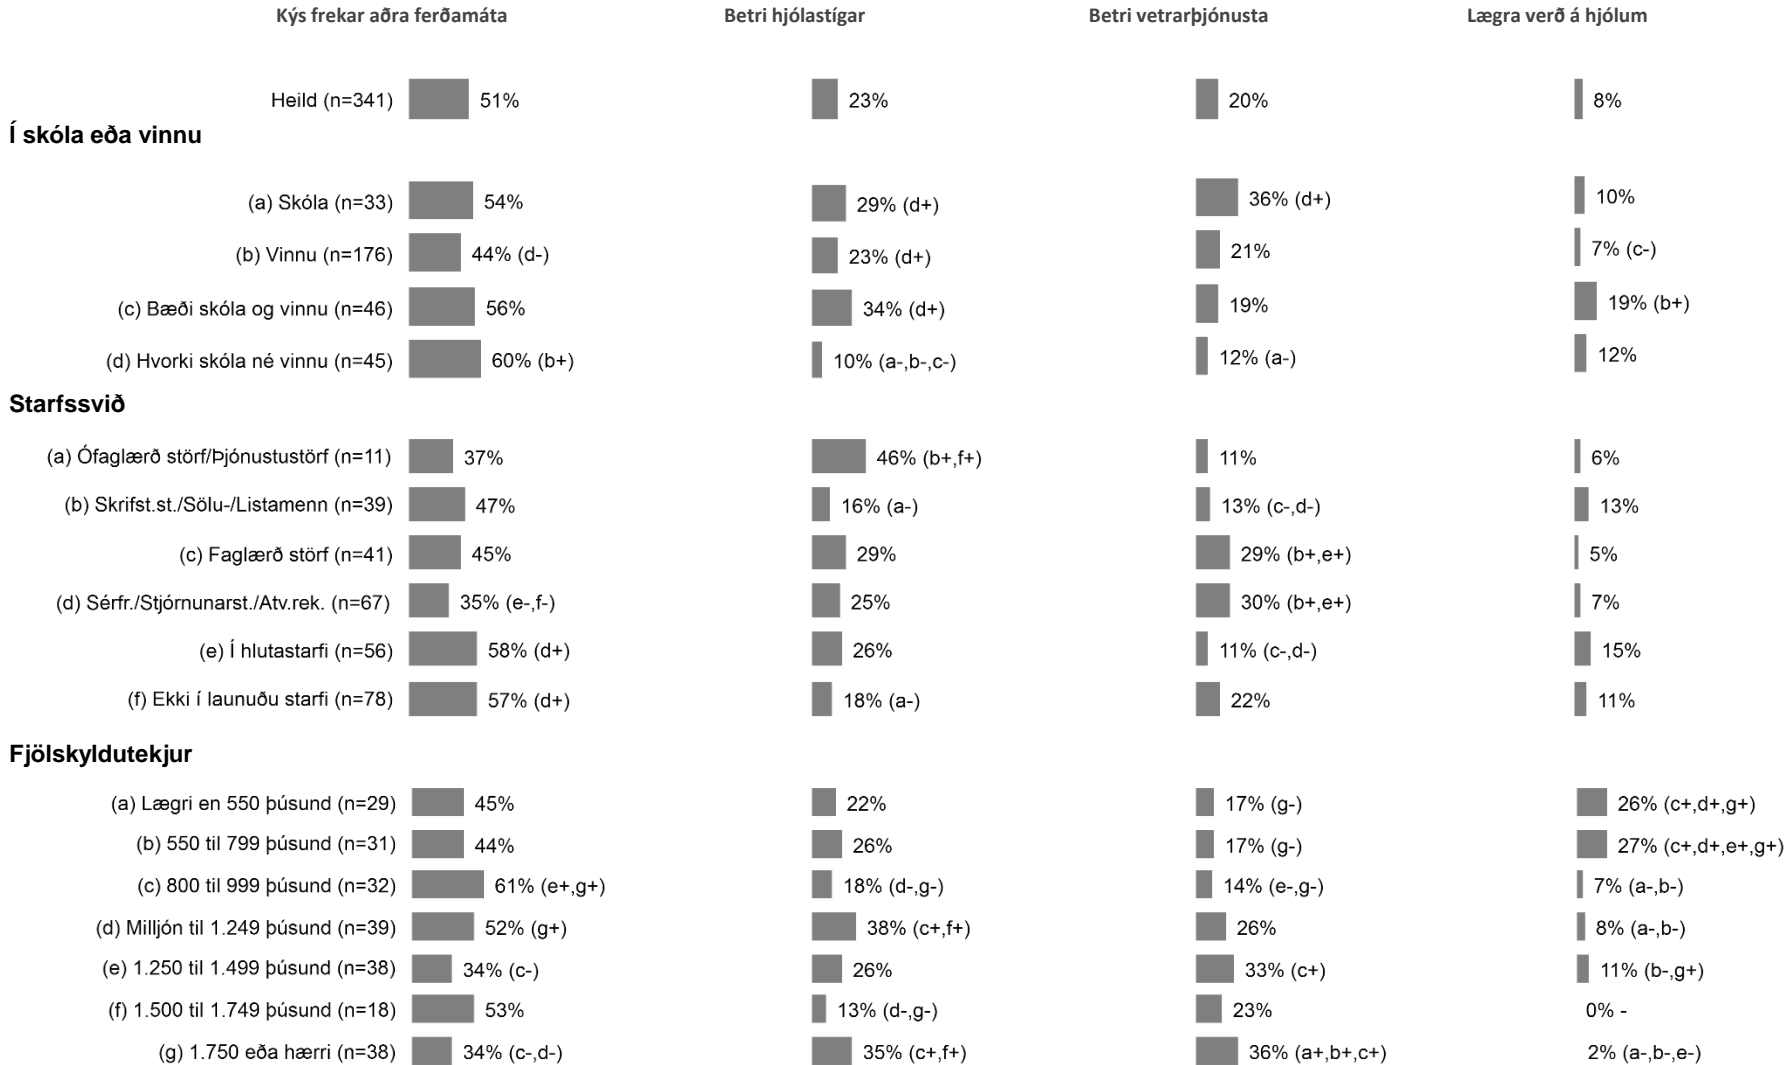 Kýs frekar aðra ferðamáta Betri hjólastígar Betri vetrarþjónusta Lægra verð á hjólum
Heild (n=341) 51% 23% 20% 8%
Í skóla eða vinnu
(a) Skóla (n=33) 54% 29% (d+) 36% (d+) 10%
(b) Vinnu (n=176) 44% (d-) 23% (d+) 21% 7% (c-)
(c) Bæði skóla og vinnu (n=46) 56% 34% (d+) 19% 19% (b+)
(d) Hvorki skóla né vinnu (n=45) 60% (b+) 10% (a-,b-,c-) 12% (a-) 12%
Starfssvið
(a) Ófaglærð störf/Þjónustustörf (n=11) 37% 46% (b+,f+) 11% 6%
(b) Skrifst.st./Sölu-/Listamenn (n=39) 47% 16% (a-) 13% (c-,d-) 13%
(c) Faglærð störf (n=41) 45% 29% 29% (b+,e+) 5%
(d) Sérfr./Stjórnunarst./Atv.rek. (n=67) 35% (e-,f-) 25% 30% (b+,e+) 7%
(e) Í hlutastarfi (n=56) 58% (d+) 26% 11% (c-,d-) 15%
(f) Ekki í launuðu starfi (n=78) 57% (d+) 18% (a-) 22% 11%
Fjölskyldutekjur
(a) Lægri en 550 þúsund (n=29) 45% 22% 17% (g-) 26% (c+,d+,g+)
(b) 550 til 799 þúsund (n=31) 44% 26% 17% (g-) 27% (c+,d+,e+,g+)
(c) 800 til 999 þúsund (n=32) 61% (e+,g+) 18% (d-,g-) 14% (e-,g-) 7% (a-,b-)
(d) Milljón til 1.249 þúsund (n=39) 52% (g+) 38% (c+,f+) 26% 8% (a-,b-)
(e) 1.250 til 1.499 þúsund (n=38) 34% (c-) 26% 33% (c+) 11% (b-,g+)
(f) 1.500 til 1.749 þúsund (n=18) 53% 13% (d-,g-) 23% 0% -
(g) 1.750 eða hærri (n=38) 34% (c-,d-) 35% (c+,f+) 36% (a+,b+,c+) 2% (a-,b-,e-)